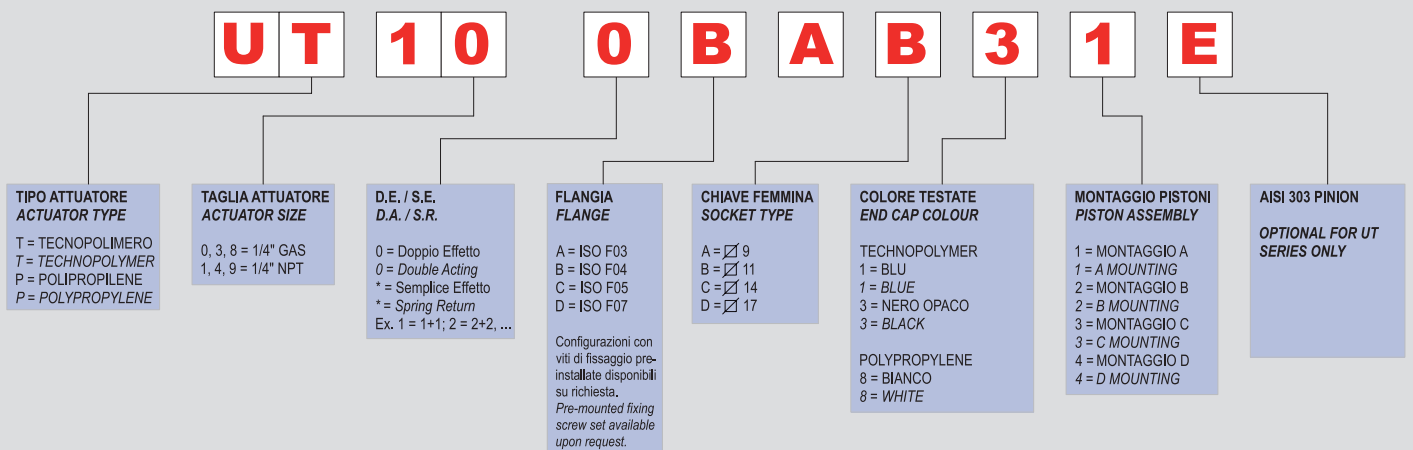 UT 10 0 B A B 3 1 E
TIPO ATTUATORE
ACTUATOR TYPE
T = TECNOPOLIMERO
T = TECHNOPOLYMER
P = POLIPROPILENE
P = POLYPROPYLENE
TAGLIA ATTUATORE
ACTUATOR SIZE
0, 3, 8 = 1/4" GAS
1, 4, 9 = 1/4" NPT
D.E. / S.E.
D.A. / S.R.
0 = Doppio Effetto
0 = Double Acting
* = Semplice Effetto
* = Spring Return
Ex. 1 = 1+1; 2 = 2+2, ...
FLANGIA
FLANGE
A = ISO F03
B = ISO F04
C = ISO F05
D = ISO F07
Configurazioni con
viti di fissaggio pre-
installate disponibili
su richiesta.
Pre-mounted fixing
screw set available
upon request.
CHIAVE FEMMINA
SOCKET TYPE
A = 9
B = 11
C = 14
D = 17
COLORE TESTATE
END CAP COLOUR
TECHNOPOLYMER
1 = BLU
1 = BLUE
3 = NERO OPACO
3 = BLACK
POLYPROPYLENE
8 = BIANCO
8 = WHITE
MONTAGGIO PISTONI
PISTON ASSEMBLY
1 = MONTAGGIO A
1 = A MOUNTING
2 = MONTAGGIO B
2 = B MOUNTING
3 = MONTAGGIO C
3 = C MOUNTING
4 = MONTAGGIO D
4 = D MOUNTING
AISI 303 PINION
OPTIONAL FOR UT
SERIES ONLY